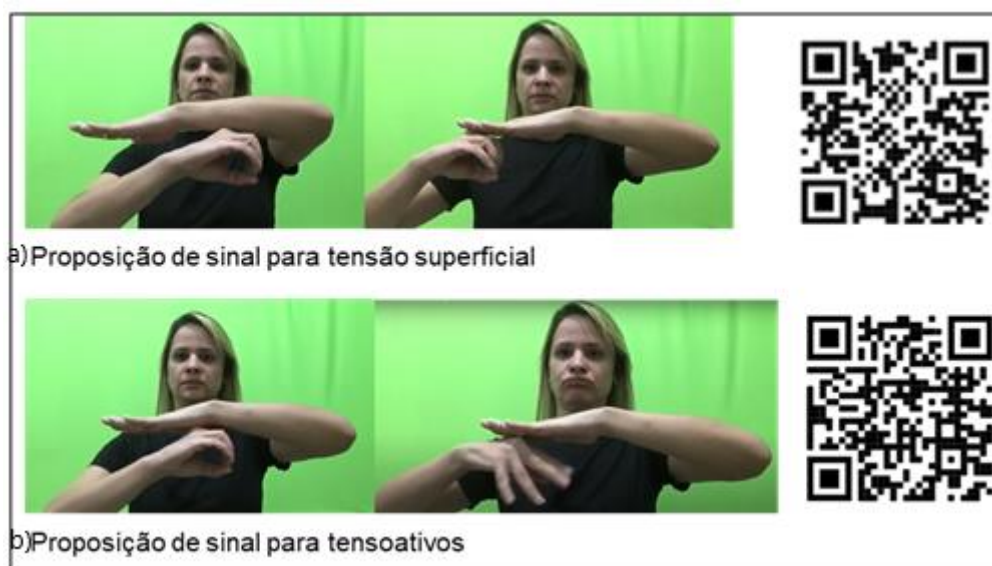 a)Proposição de sinal para tensão superficial
b)Proposição de sinal para tensoativos